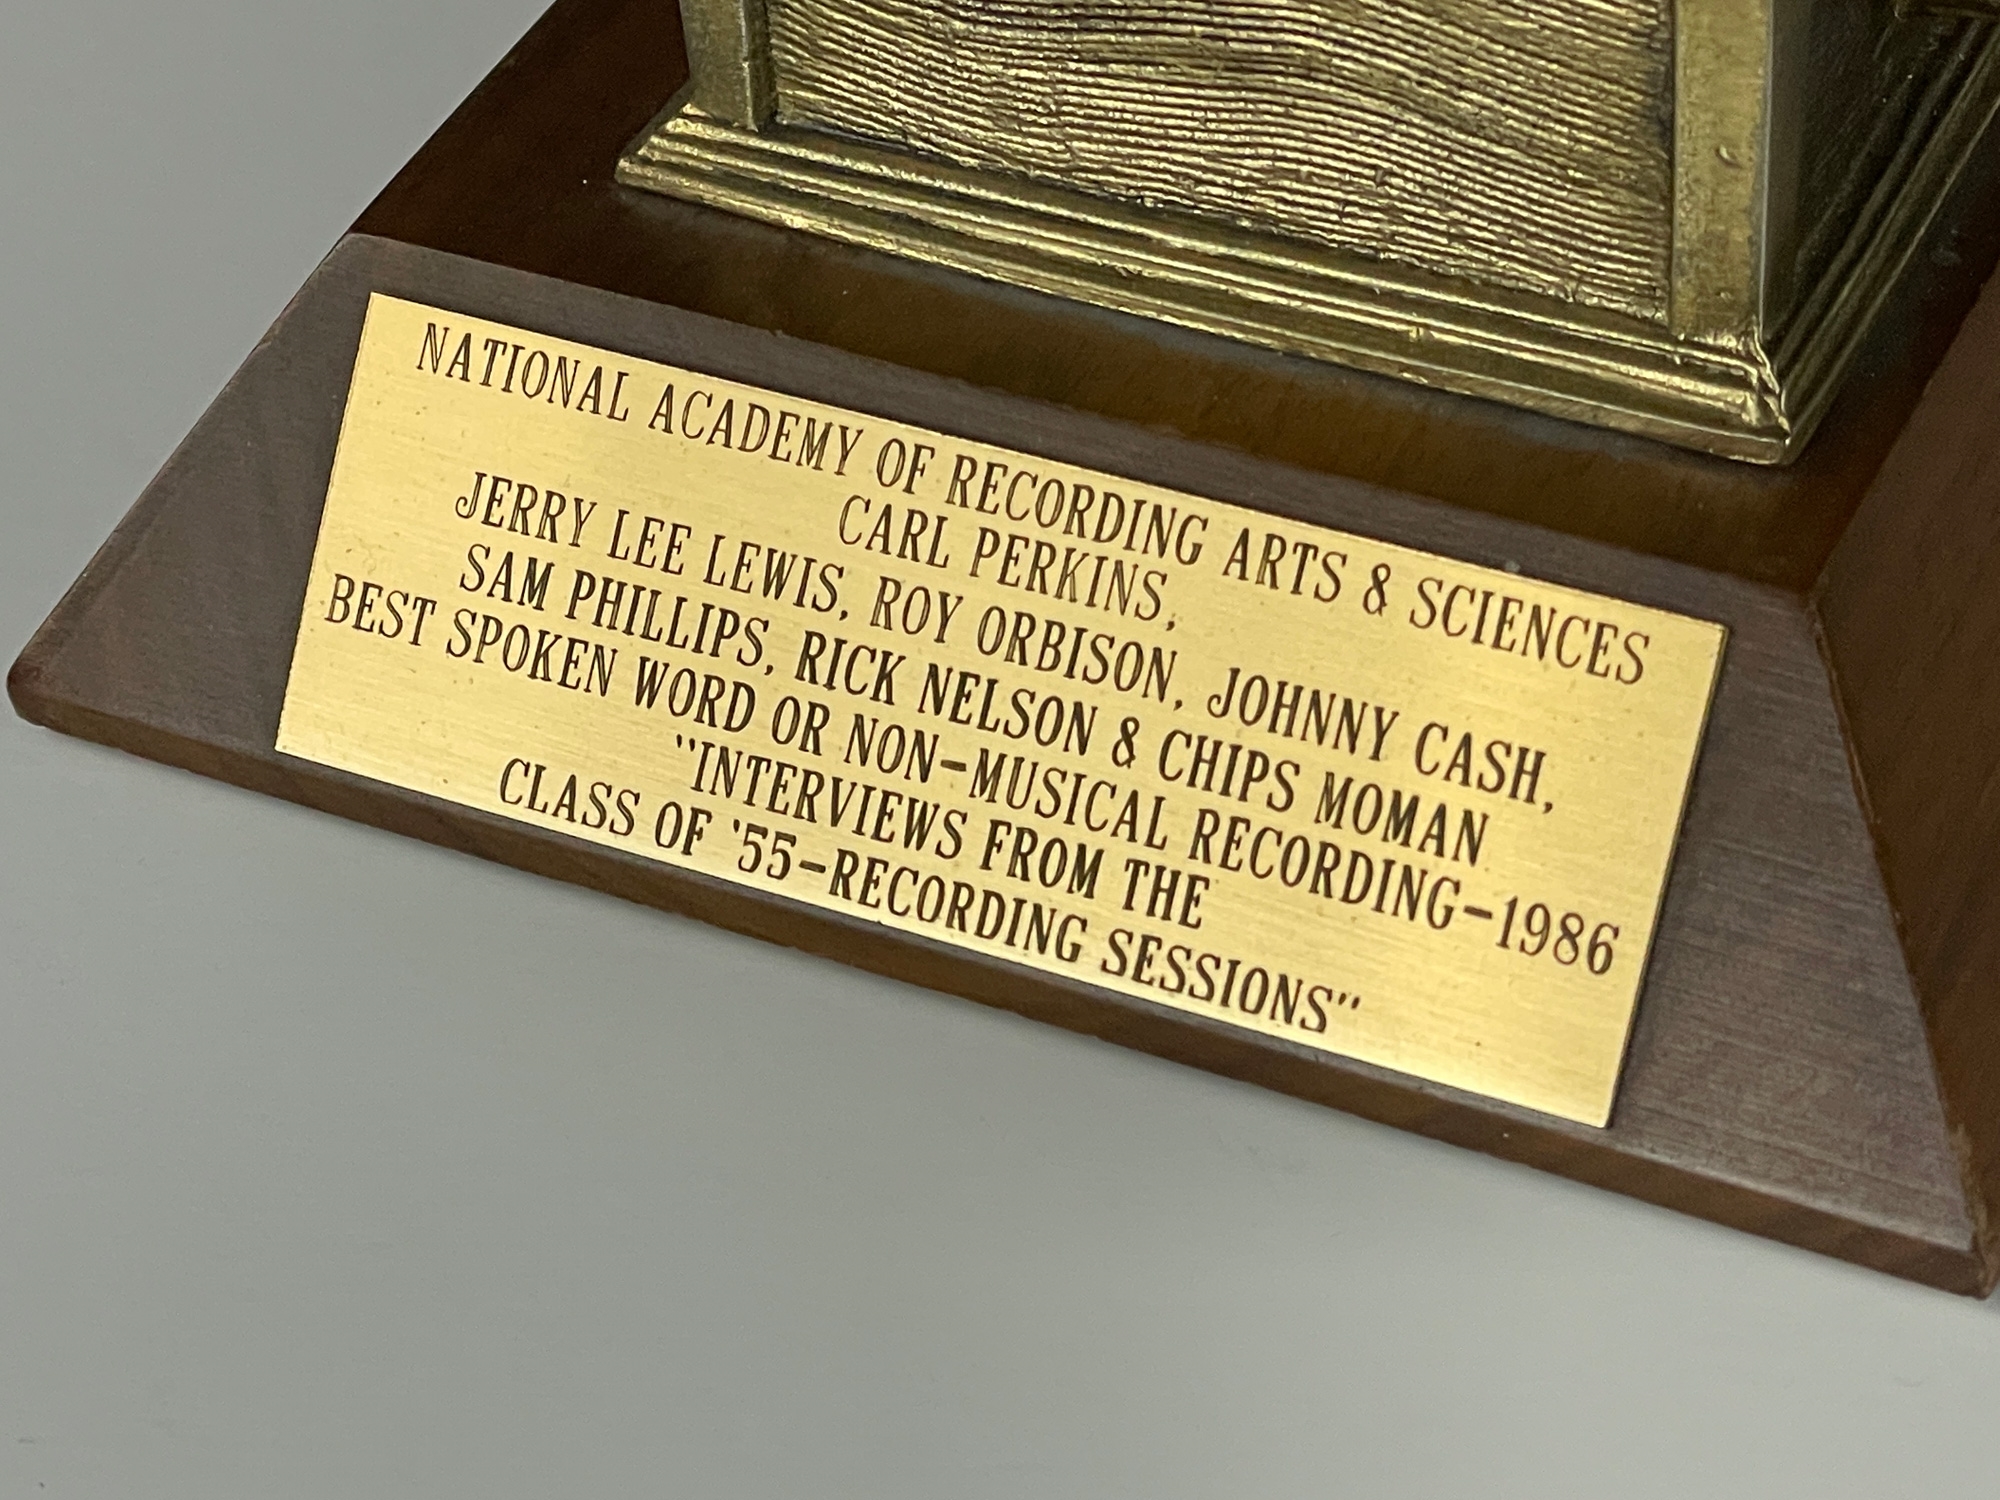 NATIONAL ACADEMY OF RECORDING ARTS & SCIENCES
CARL PERKINS,
JERRY LEE LEWIS, ROY ORBISON, JOHNNY CASH,
SAM PHILLIPS, RICK NELSON & CHIPS MOMAN
BEST SPOKEN WORD OR NON-MUSICAL RECORDING-1986
"INTERVIEWS FROM THE
CLASS OF '55-RECORDING SESSIONS"